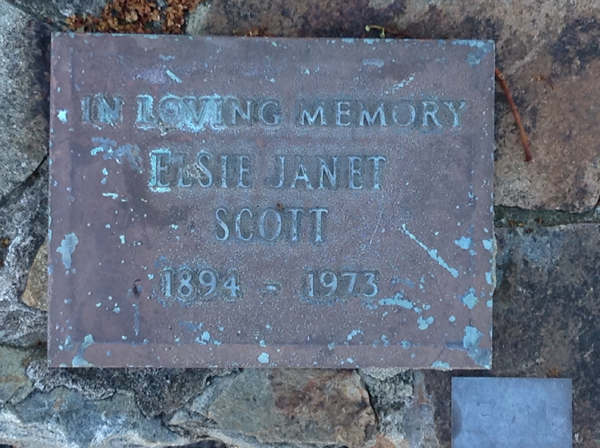 IN LOVING MEMORY
ELSIE JANET
SCOTT
1894 - 1973